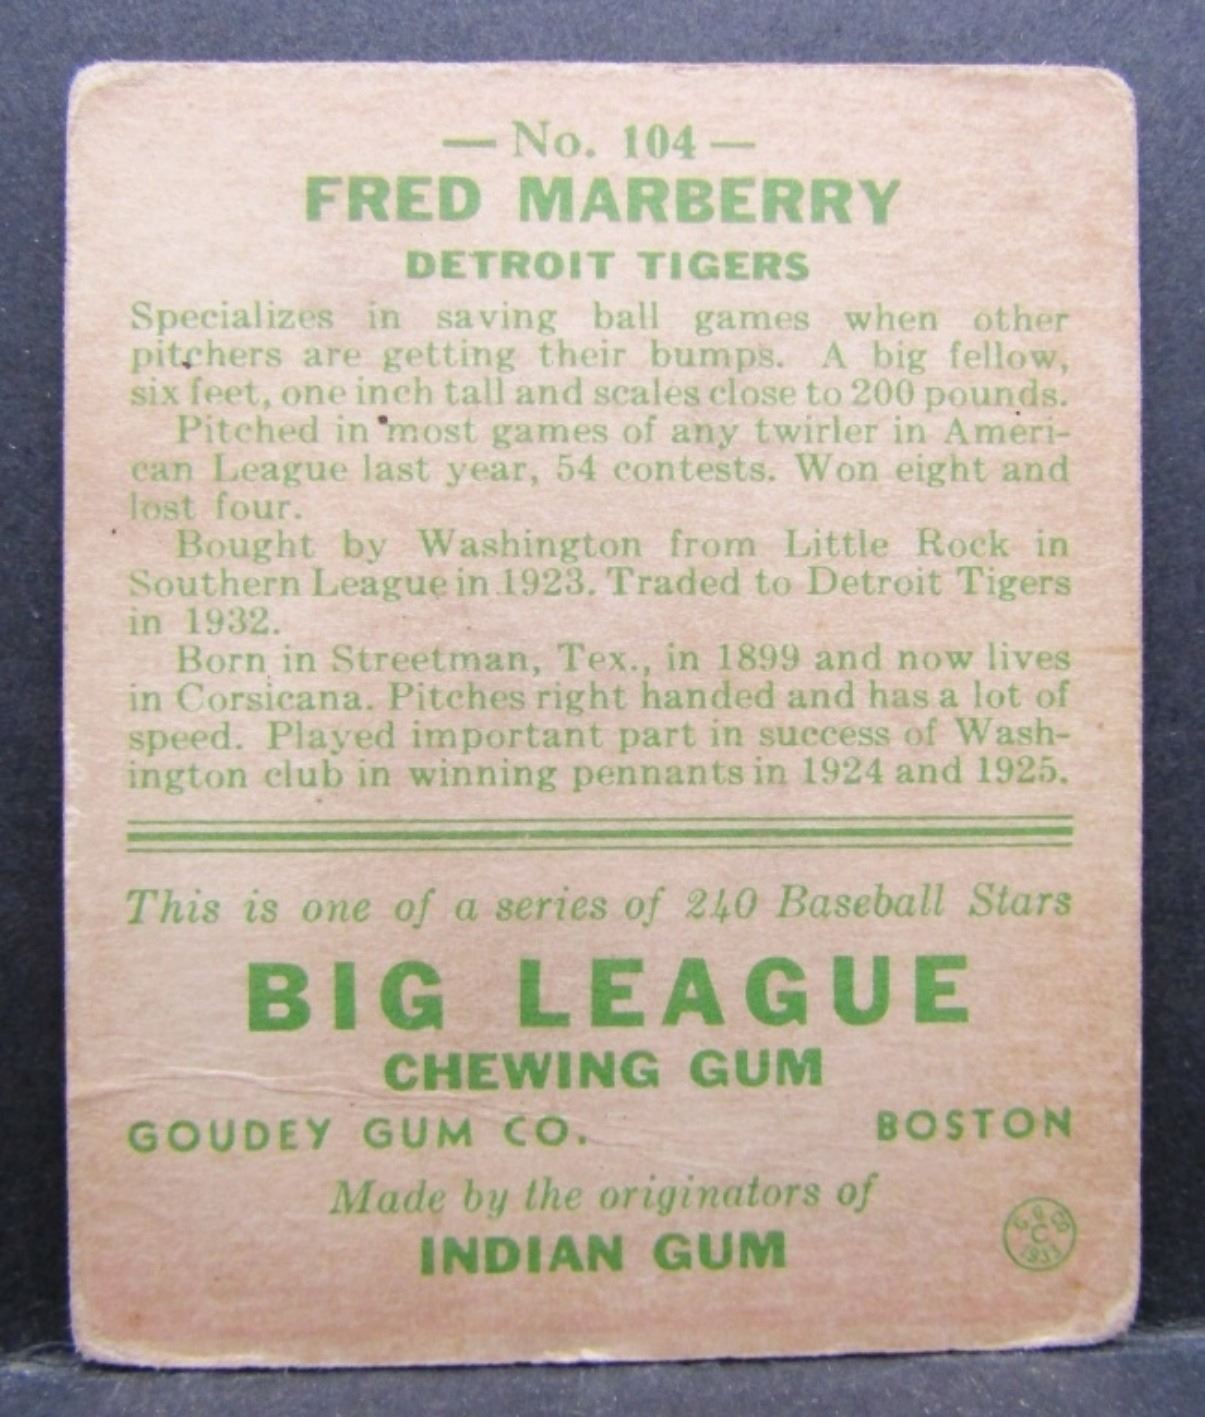 — No. 104 —
FRED MARBERRY
DETROIT TIGERS
Specializes in saving ball games when other
pitchers are getting their bumps. A big fellow,
six feet, one inch tall and scales close to 200 pounds.
Pitched in most games of any twirler in Ameri-
can League last year, 54 contests. Won eight and
lost four.
Bought by Washington from Little Rock in
Southern League in 1923. Traded to Detroit Tigers
in 1932.
Born in Streetman, Tex., in 1899 and now lives
in Corsicana. Pitches right handed and has a lot of
speed. Played important part in success of Wash-
ington club in winning pennants in 1924 and 1925.
This is one of a series of 240 Baseball Stars
BIG LEAGUE
CHEWING GUM
GOUDEY GUM CO. BOSTON
Made by the originators of
INDIAN GUM
C
1933